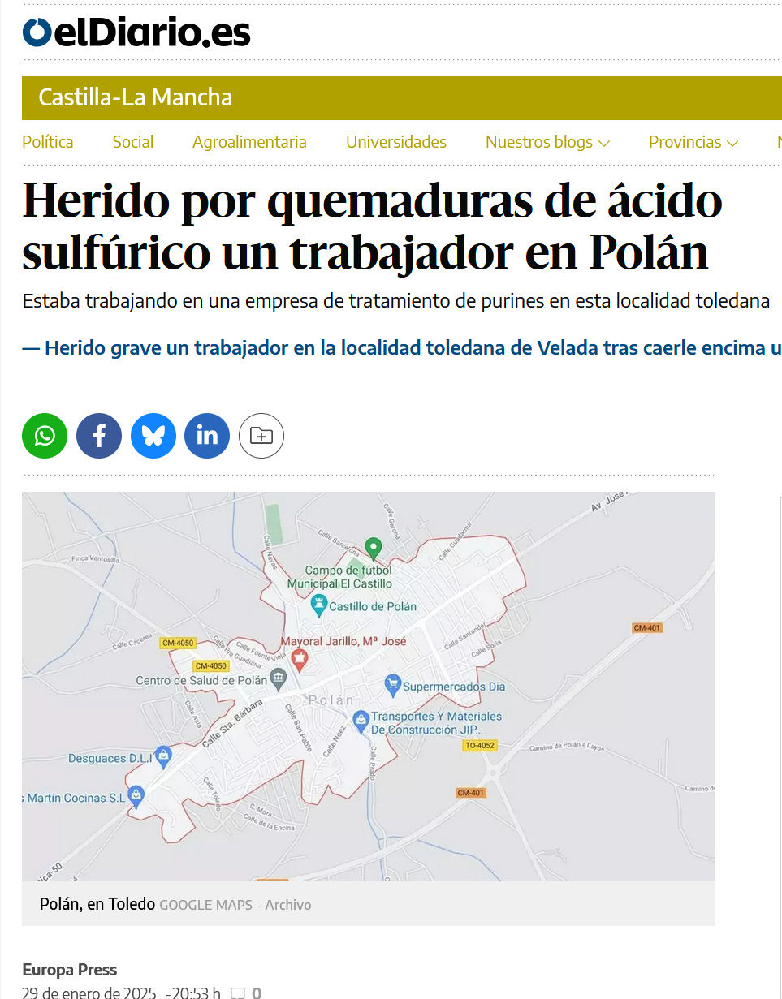 elDiario.es
Castilla-La Mancha
Política Social Agroalimentaria Universidades Nuestros blogs Provincias
Herido por quemaduras de ácido
sulfúrico un trabajador en Polán
Estaba trabajando en una empresa de tratamiento de purines en esta localidad toledana
— Herido grave un trabajador en la localidad toledana de Velada tras caerle encima u
in
Av. José
Calle Gerona
Calle Guadamur
Calle Barcelona
Calle Navas
Finca Ventosilla
Campo de fútbol
Municipal El Castillo
Castillo de Polán
CM-401
Calle Santander
Calle Soria
Mayoral Jarillo, Mª José
Calle Cáceres
CM-4050
Calle Río Guadiana
Calle Fuente Vieja
CM-4050
Centro de Salud de Polán
Polán
Supermercados Dia
Calle Asia
Calle Sta. Bárbara
Calle San Pablo
Calle Noez
Transportes Y Materiales
De Construcción JIP...
Calle Prado
TO-4052
Camino de Polán a Layos
Desguaces D.L.I
Martín Cocinas S.L
Calle Toledo
C. Mora
Calle de la Encina
CM-401
Camino d
ica-50
Polán, en Toledo GOOGLE MAPS - Archivo
Europa Press
29 de enero de 2025 -20:53 h 0